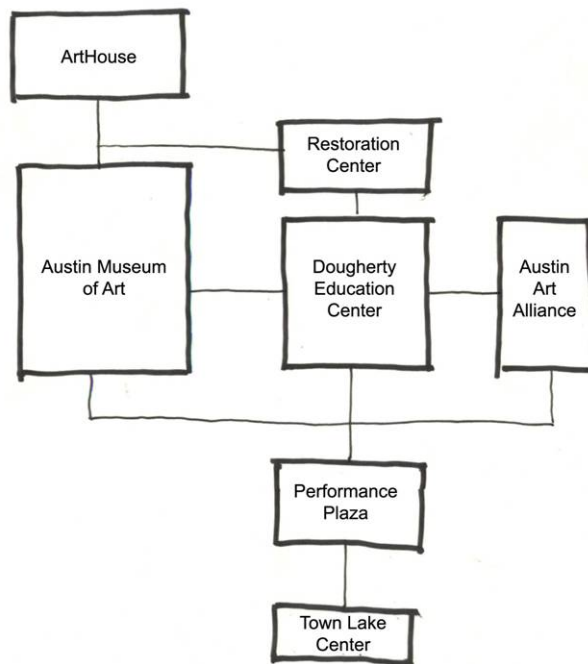 ArtHouse
Restoration
Center
Austin Museum
of Art
Dougherty
Education
Center
Austin
Art
Alliance
Performance
Plaza
Town Lake
Center